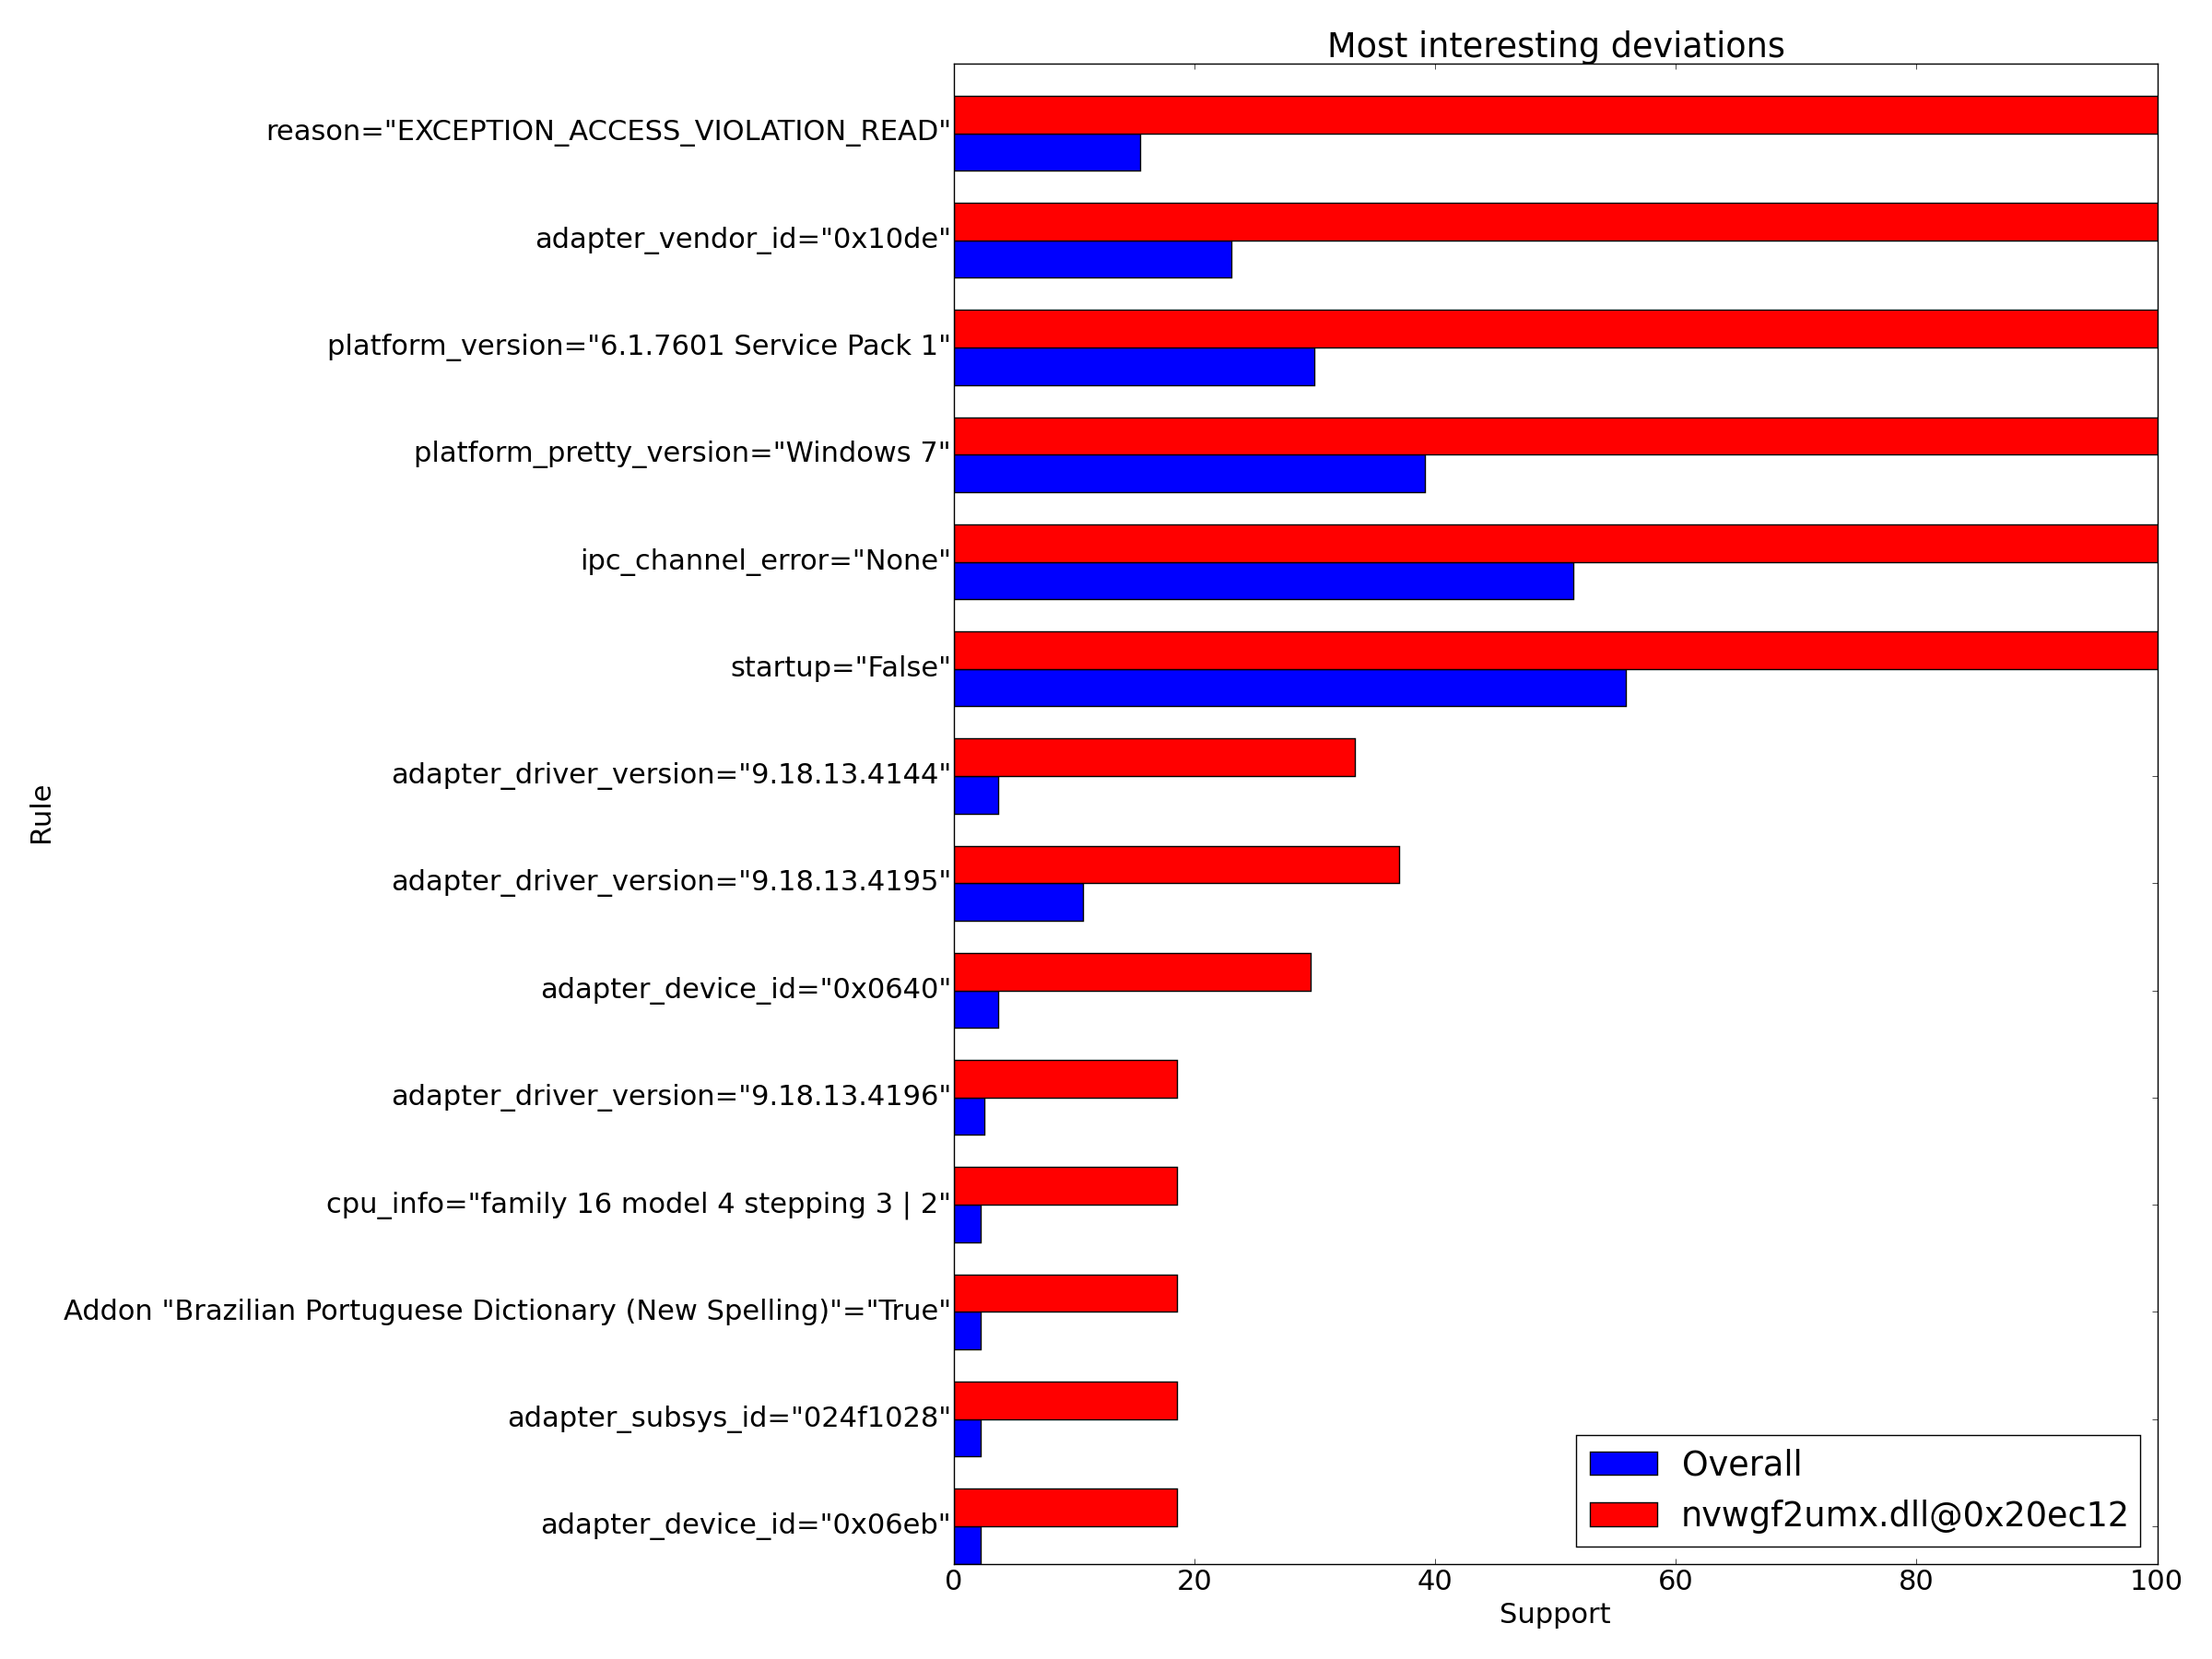 Most interesting deviations
reason="EXCEPTION_ACCESS_VIOLATION_READ"
adapter_vendor_id="0x10de"
platform_version="6.1.7601 Service Pack 1"
platform_pretty_version="Windows 7"
ipc_channel_error="None"
startup="False"
adapter_driver_version="9.18.13.4144"
Rule
adapter_driver_version="9.18.13.4195"
adapter_device_id="0x0640"
adapter_driver_version="9.18.13.4196"
cpu_info="family 16 model 4 stepping 3 | 2"
Addon "Brazilian Portuguese Dictionary (New Spelling)"="True"
adapter_subsys_id="024f1028"
adapter_device_id="0x06eb"
Overall
nvwgf2umx.dll@0x20ec12
0 20 40 60 80 100
Support